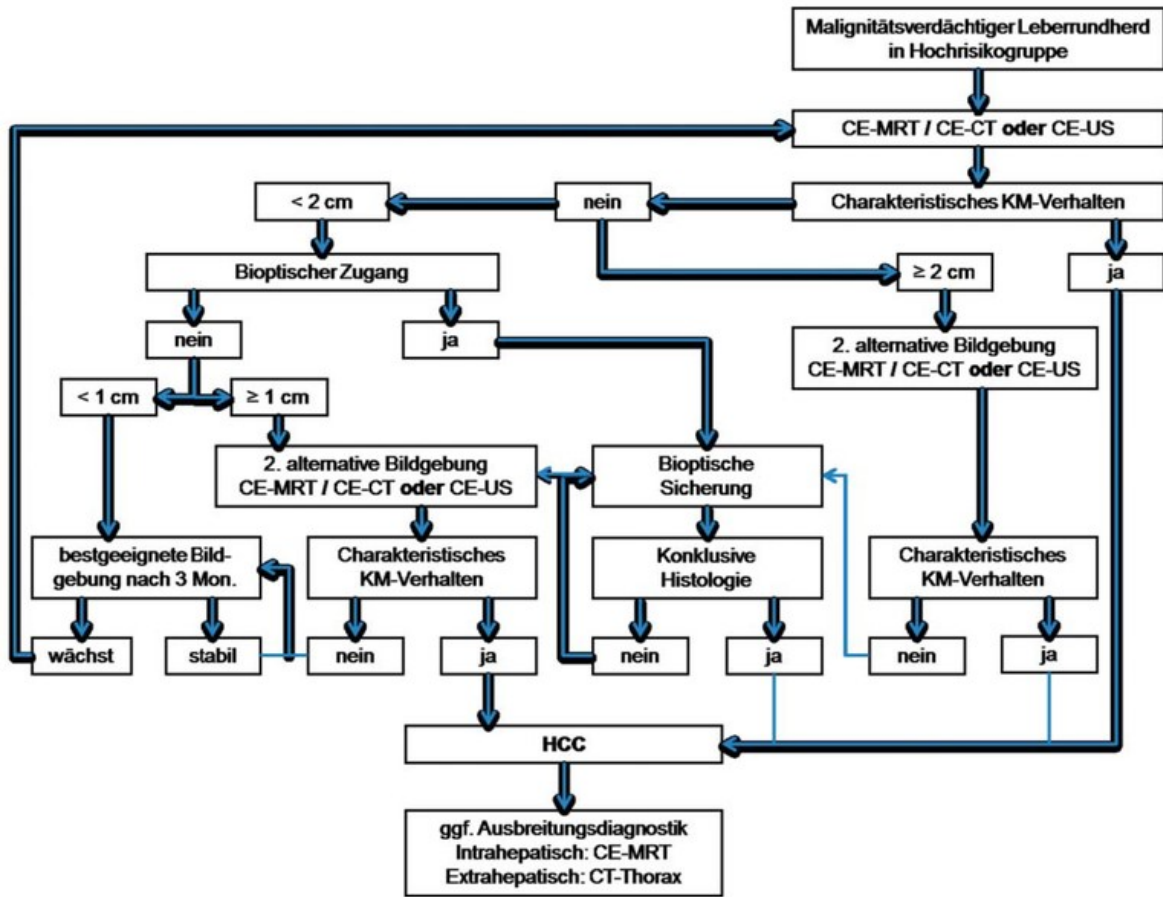 Malignitätsverdächtiger Leberrundherd
in Hochrisikogruppe
CE-MRT / CE-CT oder CE-US
Charakteristisches KM-Verhalten
nein
< 2 cm
Bioptischer Zugang
≥ 2 cm
ja
nein
ja
2. alternative Bildgebung
CE-MRT / CE-CT oder CE-US
< 1 cm
≥ 1 cm
2. alternative Bildgebung
CE-MRT / CE-CT oder CE-US
Bioptische
Sicherung
bestgeeignete Bild-
gebung nach 3 Mon.
Charakteristisches
KM-Verhalten
Konklusive
Histologie
Charakteristisches
KM-Verhalten
wächst
stabil
nein
ja
nein
ja
nein
ja
HCC
ggf. Ausbreitungsdiagnostik
Intrahepatisch: CE-MRT
Extrahepatisch: CT-Thorax